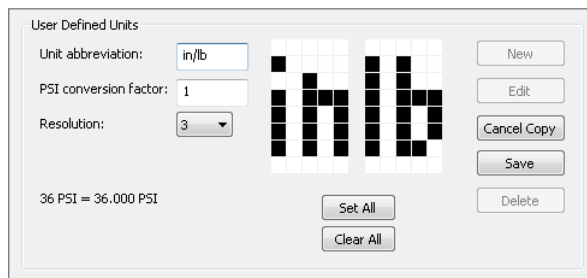 User Defined Units
Unit abbreviation: in/lb
PSI conversion factor: 1
Resolution: 3
36 PSI = 36.000 PSI
inlb
Set All
Clear All
New
Edit
Cancel Copy
Save
Delete